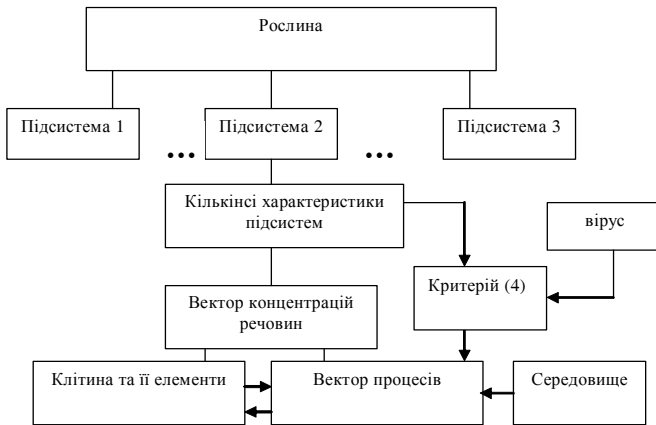 Рослина
Підсистема 1
Підсистема 2
Підсистема 3
... ...
Кількінсі характеристики
підсистем
вірус
Критерій (4)
Вектор концентрацій
речовин
Клітина та її елементи
Вектор процесів
Середовище